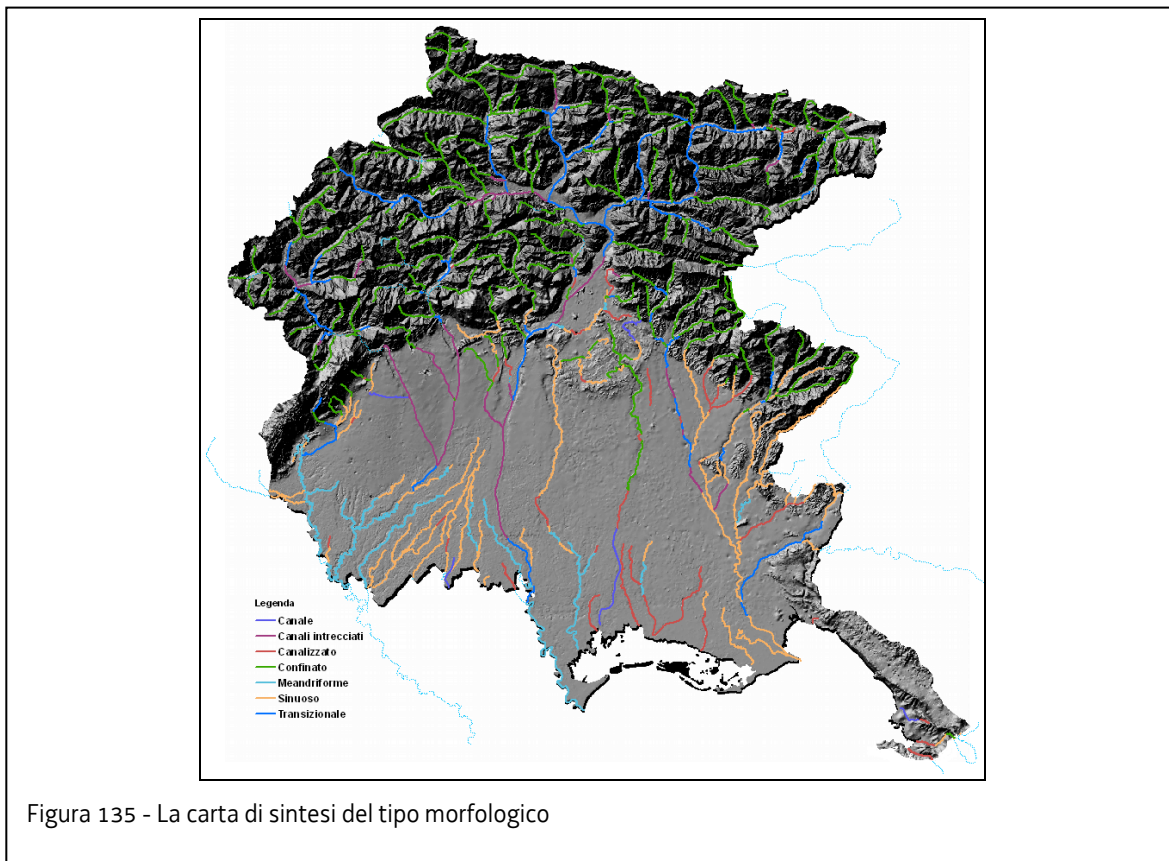 Legenda
Canale
Canali intrecciati
Canalizzato
Confinato
Meandriforme
Sinuoso
Transizionale
Figura 135 - La carta di sintesi del tipo morfologico